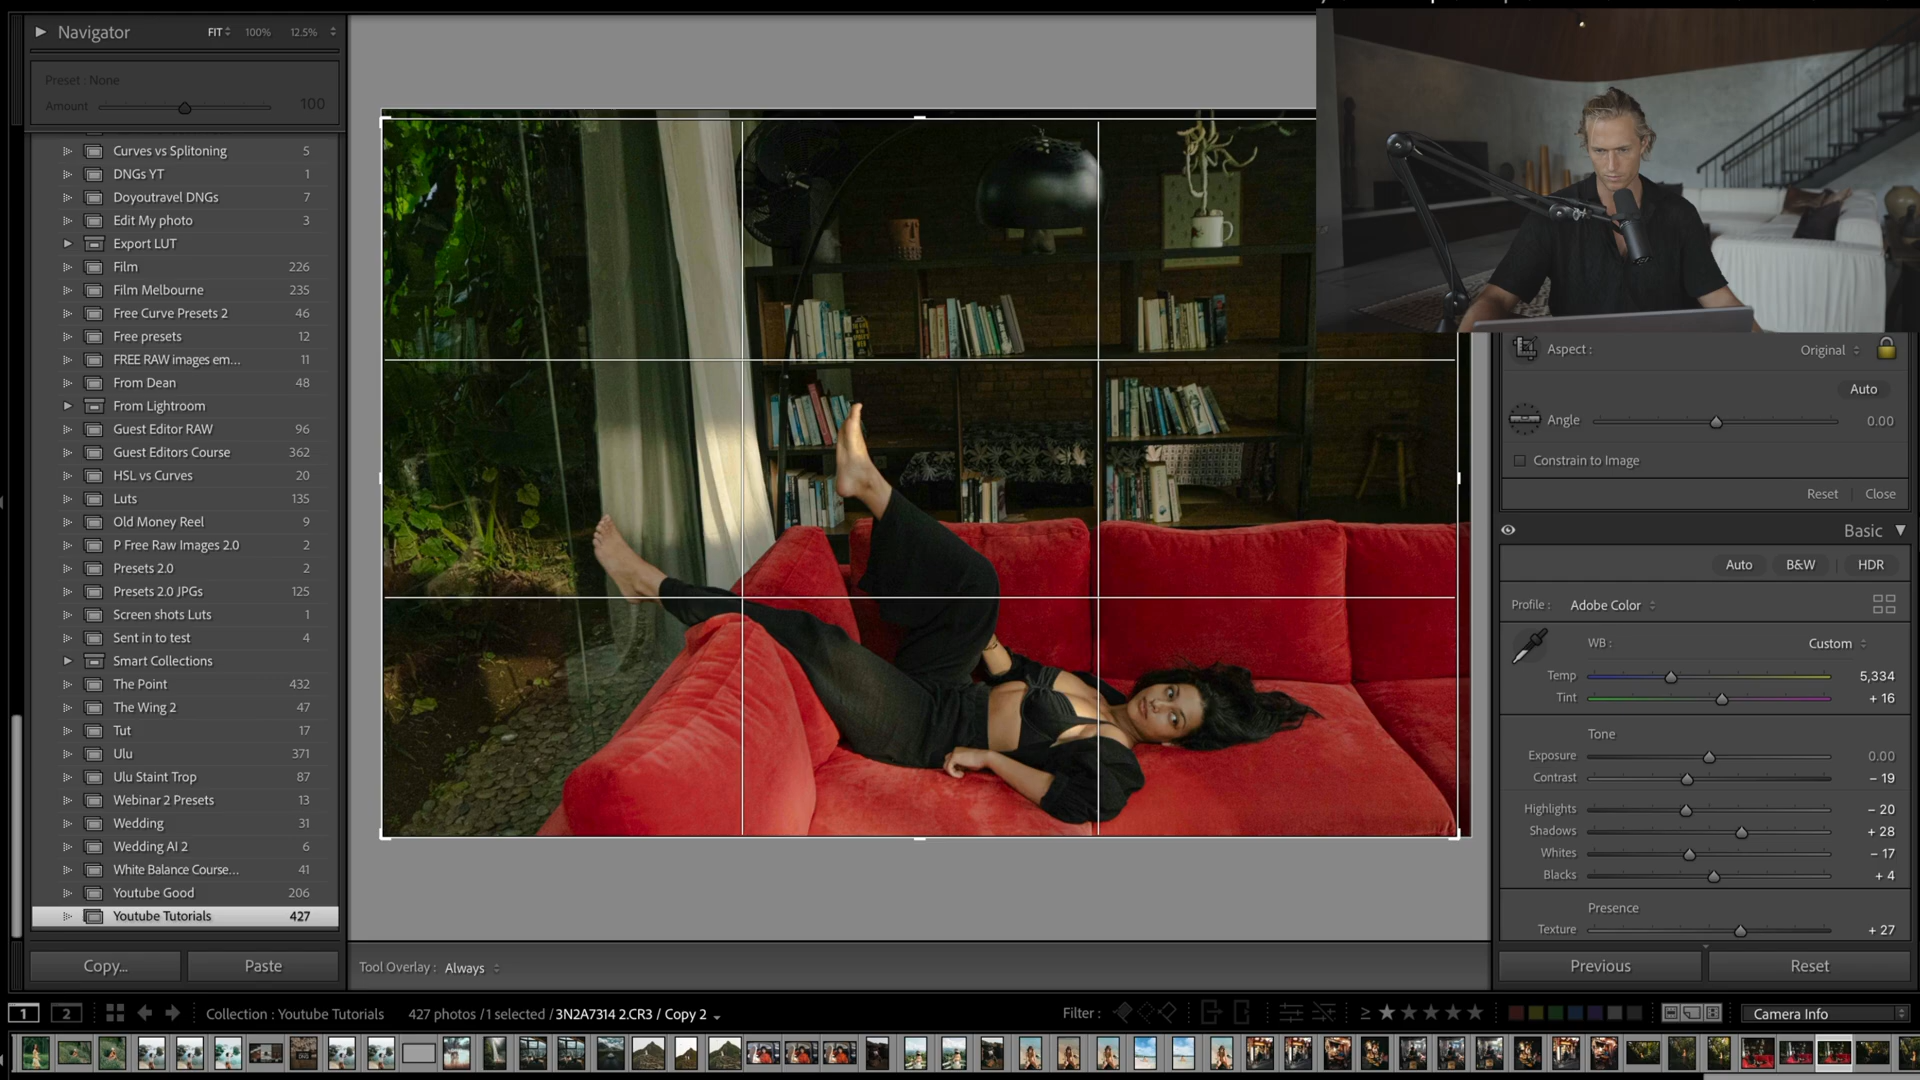 Navigator FIT 100% 12.5%
Preset : None
Amount 100
Curves vs Splitoning 5
DNGs YT 1
Doyoutravel DNGs 7
Edit My photo 3
Export LUT
Film 226
Film Melbourne 235
Free Curve Presets 2 46
Free presets 12
FREE RAW images em... 11
From Dean 48
From Lightroom
Guest Editor RAW 96
Guest Editors Course 362
HSL vs Curves 20
Luts 135
Old Money Reel 9
P Free Raw Images 2.0 2
Presets 2.0 2
Presets 2.0 JPGs 125
Screen shots Luts 1
Sent in to test 4
Smart Collections
The Point 432
The Wing 2 47
Tut 17
Ulu 371
Ulu Staint Trop 87
Webinar 2 Presets 13
Wedding 31
Wedding AI 2 6
White Balance Course... 41
Youtube Good 206
Youtube Tutorials 427
Copy... Paste
Tool Overlay : Always
Aspect : Original
Auto
Angle 0.00
Constrain to Image
Reset Close
Basic
Auto B&W HDR
Profile : Adobe Color
WB : Custom
Temp 5,334
Tint + 16
Tone
Exposure 0.00
Contrast – 19
Highlights – 20
Shadows + 28
Whites – 17
Blacks + 4
Presence
Texture + 27
Previous Reset
1 2 Collection : Youtube Tutorials 427 photos / 1 selected / 3N2A7314 2.CR3 / Copy 2 Filter : ≥ Camera Info